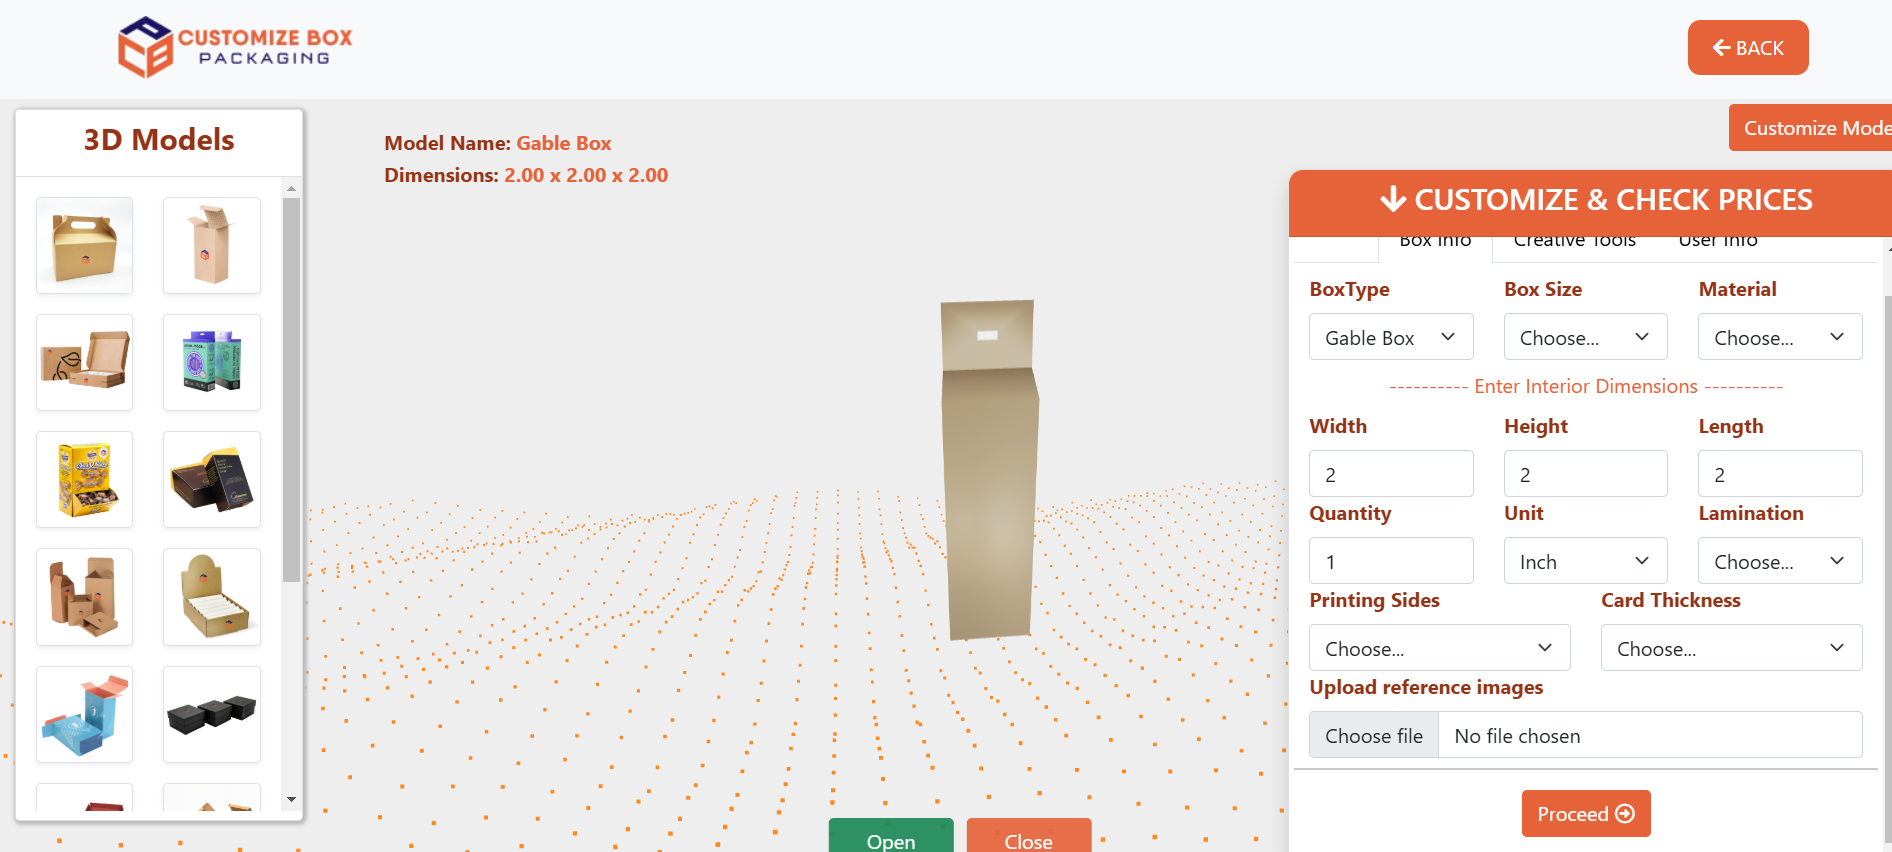 CUSTOMIZE BOX
PACKAGING
BACK
3D Models
Model Name: Gable Box
Dimensions: 2.00 x 2.00 x 2.00
Customize Mode
CUSTOMIZE & CHECK PRICES
Box Info Creative Tools User Info
BoxType Box Size Material
Gable Box Choose... Choose...
---------- Enter Interior Dimensions ----------
Width Height Length
2 2 2
Quantity Unit Lamination
1 Inch Choose...
Printing Sides Card Thickness
Choose... Choose...
Upload reference images
Choose file No file chosen
Proceed
Open Close